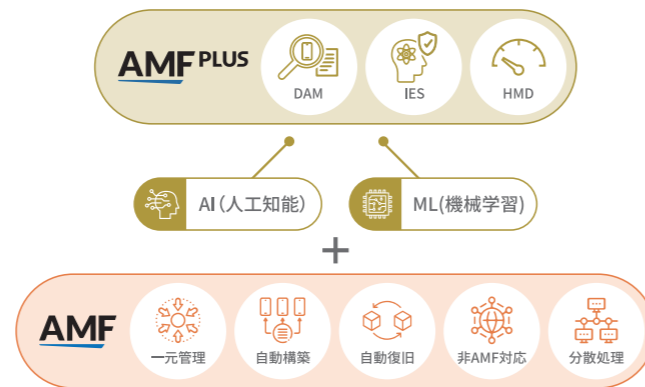 AMF PLUS
DAM
IES
HMD
AI(人工知能)
ML(機械学習)
+
AMF
一元管理
自動構築
自動復旧
非AMF対応
分散処理